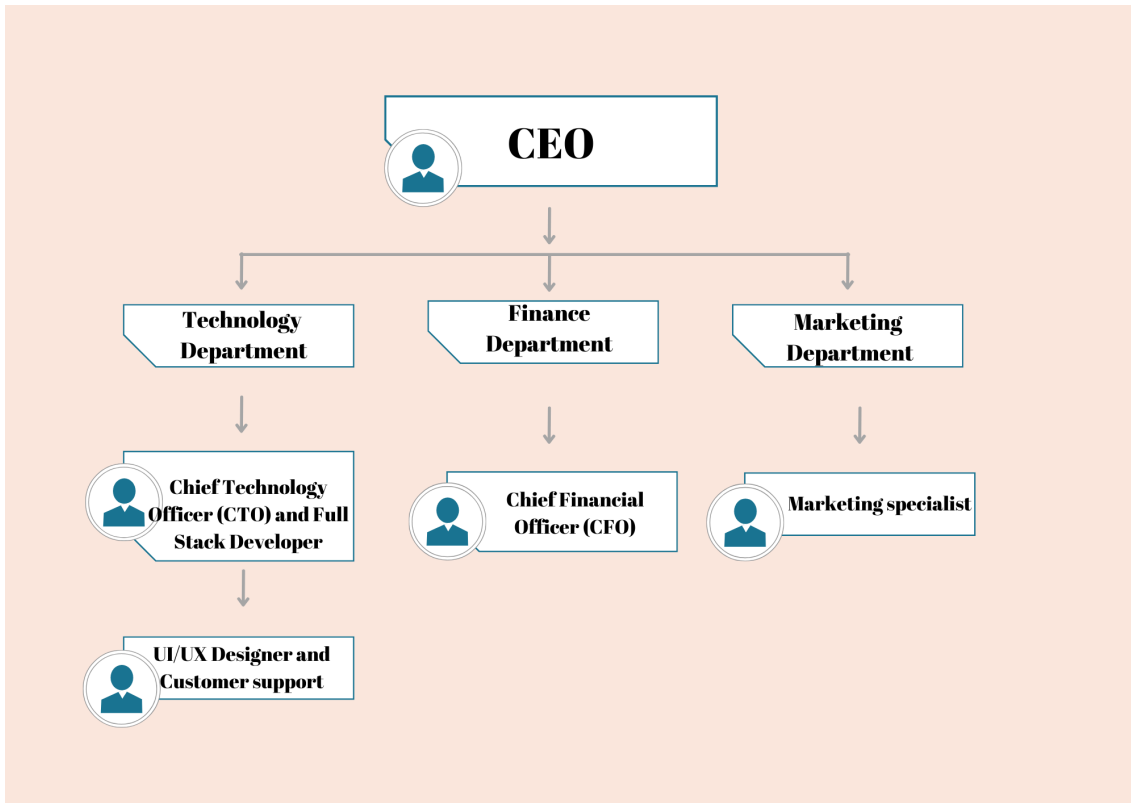 CEO
Technology
Department
Finance
Department
Marketing
Department
Chief Technology
Officer (CTO) and Full
Stack Developer
Chief Financial
Officer (CFO)
Marketing specialist
UI/UX Designer and
Customer support